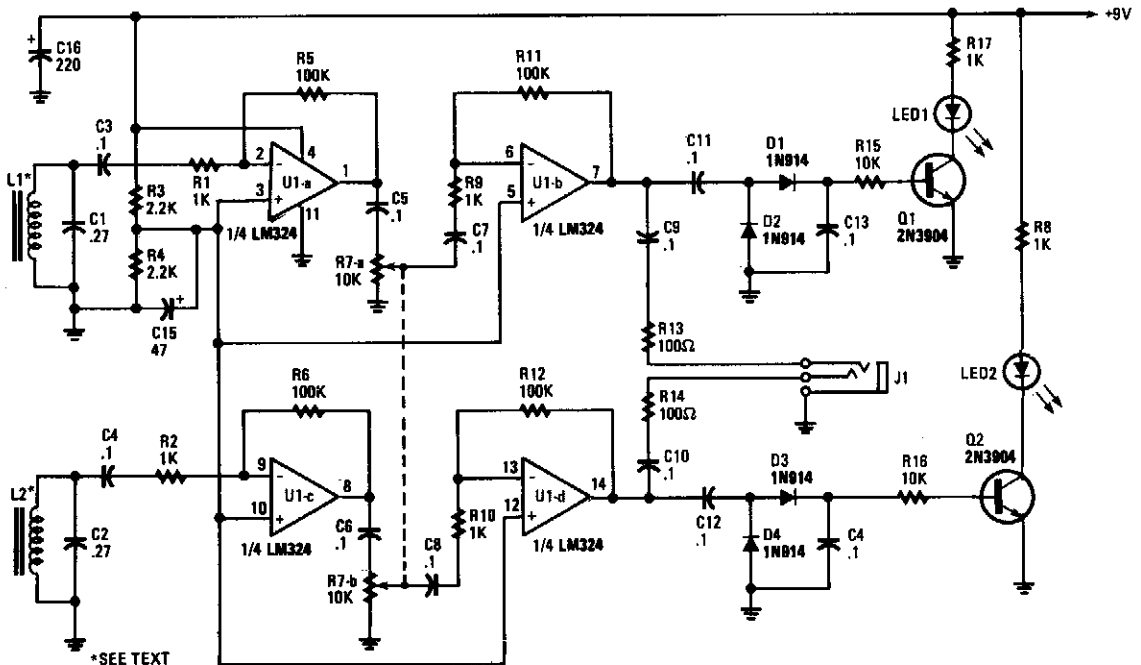 +9V
C16
220
R5
100K
R11
100K
R17
1K
LED1
C3
.1
L1*
C1
.27
R1
1K
R3
2.2K
R4
2.2K
C15
47
+
+
2
3
4
1
11
−
+
U1-a
1/4 LM324
C5
.1
R7-a
10K
R9
1K
C7
.1
6
5
7
−
+
U1-b
1/4 LM324
C11
.1
D1
1N914
R15
10K
D2
1N914
C13
.1
Q1
2N3904
C9
.1
R13
100Ω
R8
1K
J1
R14
100Ω
C10
.1
LED2
R6
100K
R12
100K
C4
.1
R2
1K
L2*
C2
.27
9
10
8
−
+
U1-c
1/4 LM324
C6
.1
R7-b
10K
C8
.1
R10
1K
13
12
14
−
+
U1-d
1/4 LM324
C12
.1
D3
1N914
D4
1N914
C4
.1
R16
10K
Q2
2N3904
*SEE TEXT